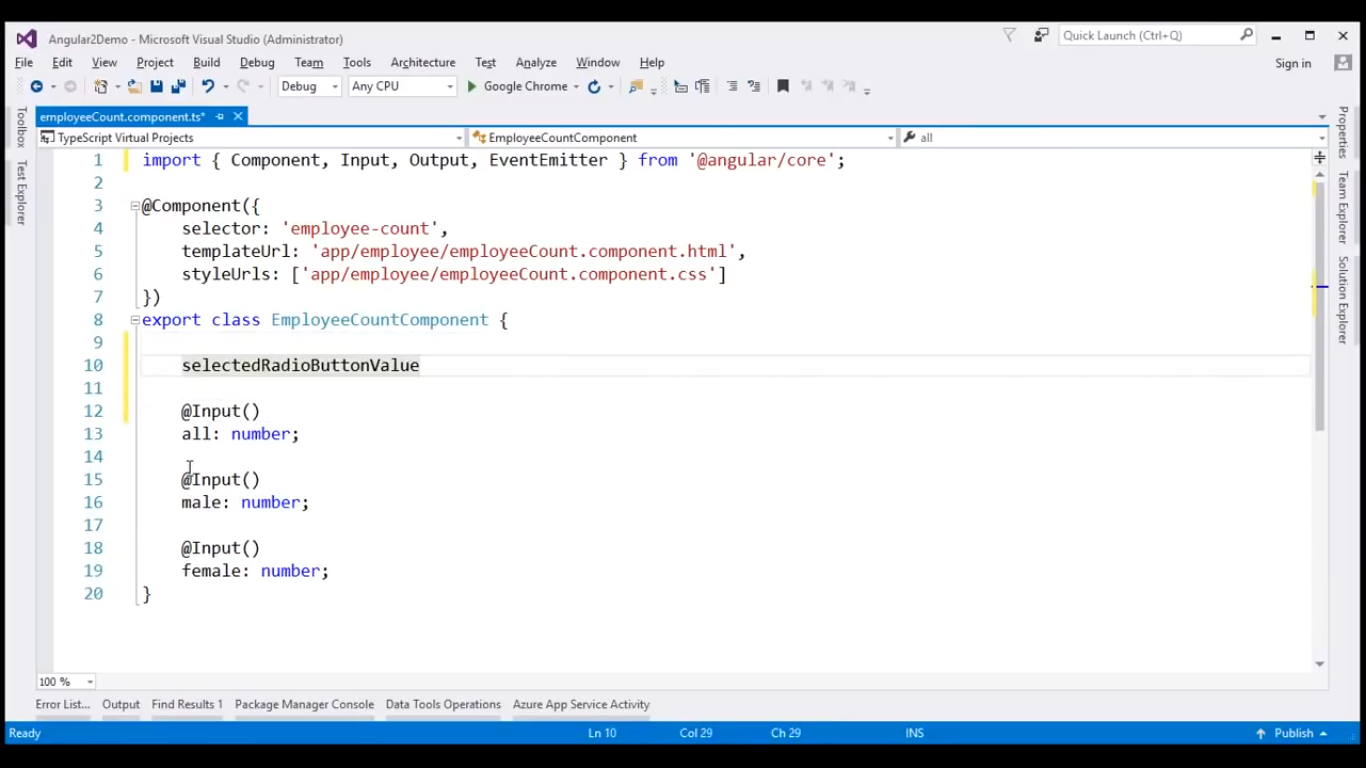 Angular2Demo - Microsoft Visual Studio (Administrator)
Quick Launch (Ctrl+Q)
File Edit View Project Build Debug Team Tools Architecture Test Analyze Window Help
Sign in
Debug Any CPU Google Chrome
employeeCount.component.ts*
TypeScript Virtual Projects EmployeeCountComponent all
Toolbox
Test Explorer
1 import { Component, Input, Output, EventEmitter } from '@angular/core';
2
3 @Component({
4 selector: 'employee-count',
5 templateUrl: 'app/employee/employeeCount.component.html',
6 styleUrls: ['app/employee/employeeCount.component.css']
7 })
8 export class EmployeeCountComponent {
9
10 selectedRadioButtonValue
11
12 @Input()
13 all: number;
14
15 @Input()
16 male: number;
17
18 @Input()
19 female: number;
20 }
Properties
Team Explorer
Solution Explorer
100 %
Error List... Output Find Results 1 Package Manager Console Data Tools Operations Azure App Service Activity
Ready Ln 10 Col 29 Ch 29 INS Publish